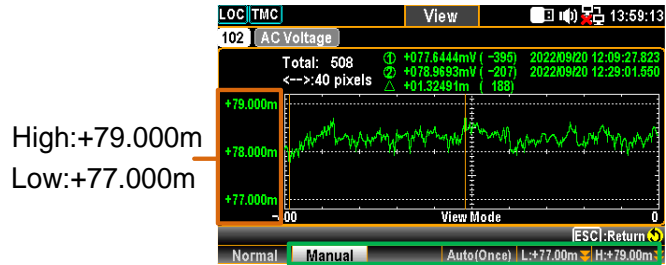 LOC TMC View 13:59:13
102 AC Voltage
Total: 508 ① +077.6444mV ( -395) 2022/09/20 12:09:27.823
<-->:40 pixels ② +078.9693mV ( -207) 2022/09/20 12:29:01.550
△ +01.32491m ( 188)
+79.000m
High:+79.000m
+78.000m
Low:+77.000m
+77.000m
View Mode 0
ESC:Return
Normal Manual Auto(Once) L:+77.00m H:+79.00m